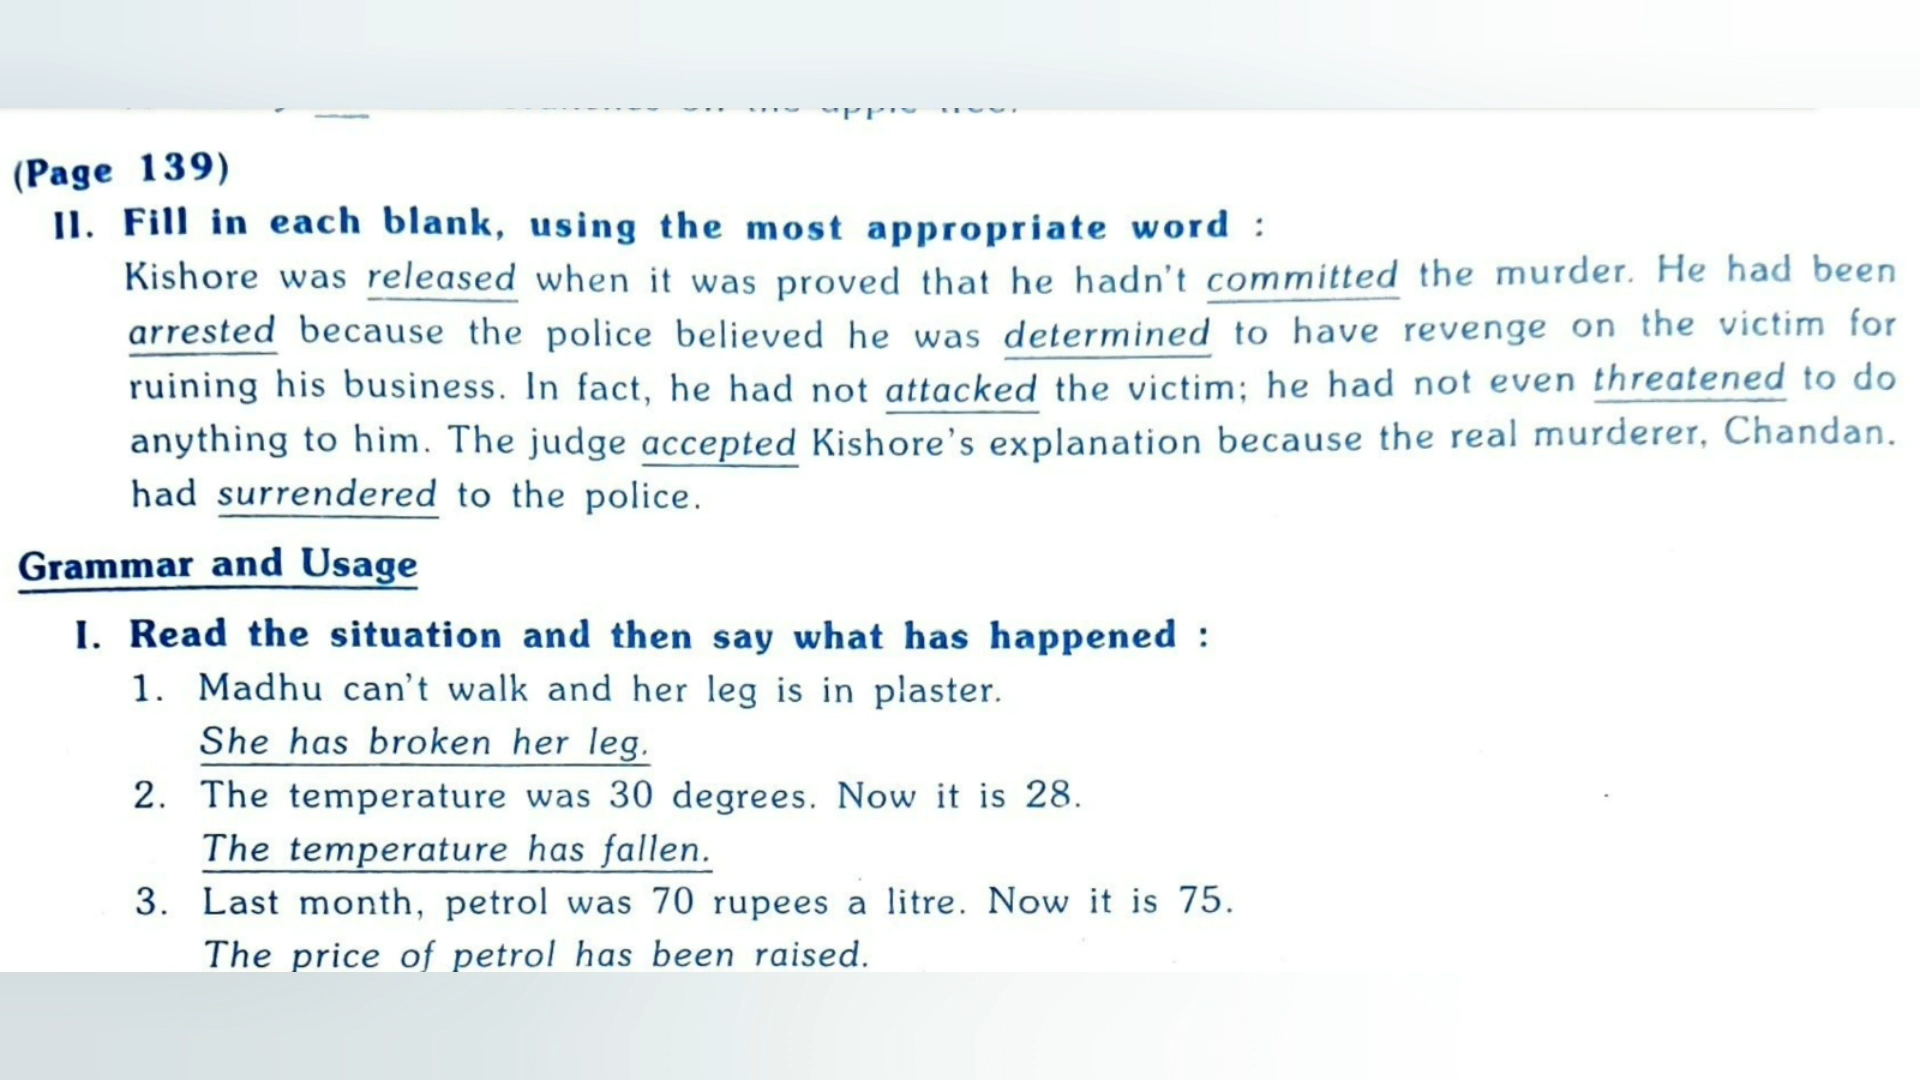 apple tree.
(Page 139)
II. Fill in each blank, using the most appropriate word :
Kishore was released when it was proved that he hadn't committed the murder. He had been
arrested because the police believed he was determined to have revenge on the victim for
ruining his business. In fact, he had not attacked the victim; he had not even threatened to do
anything to him. The judge accepted Kishore's explanation because the real murderer, Chandan.
had surrendered to the police.
Grammar and Usage
I. Read the situation and then say what has happened :
1. Madhu can't walk and her leg is in plaster.
She has broken her leg.
2. The temperature was 30 degrees. Now it is 28.
The temperature has fallen.
3. Last month, petrol was 70 rupees a litre. Now it is 75.
The price of petrol has been raised.